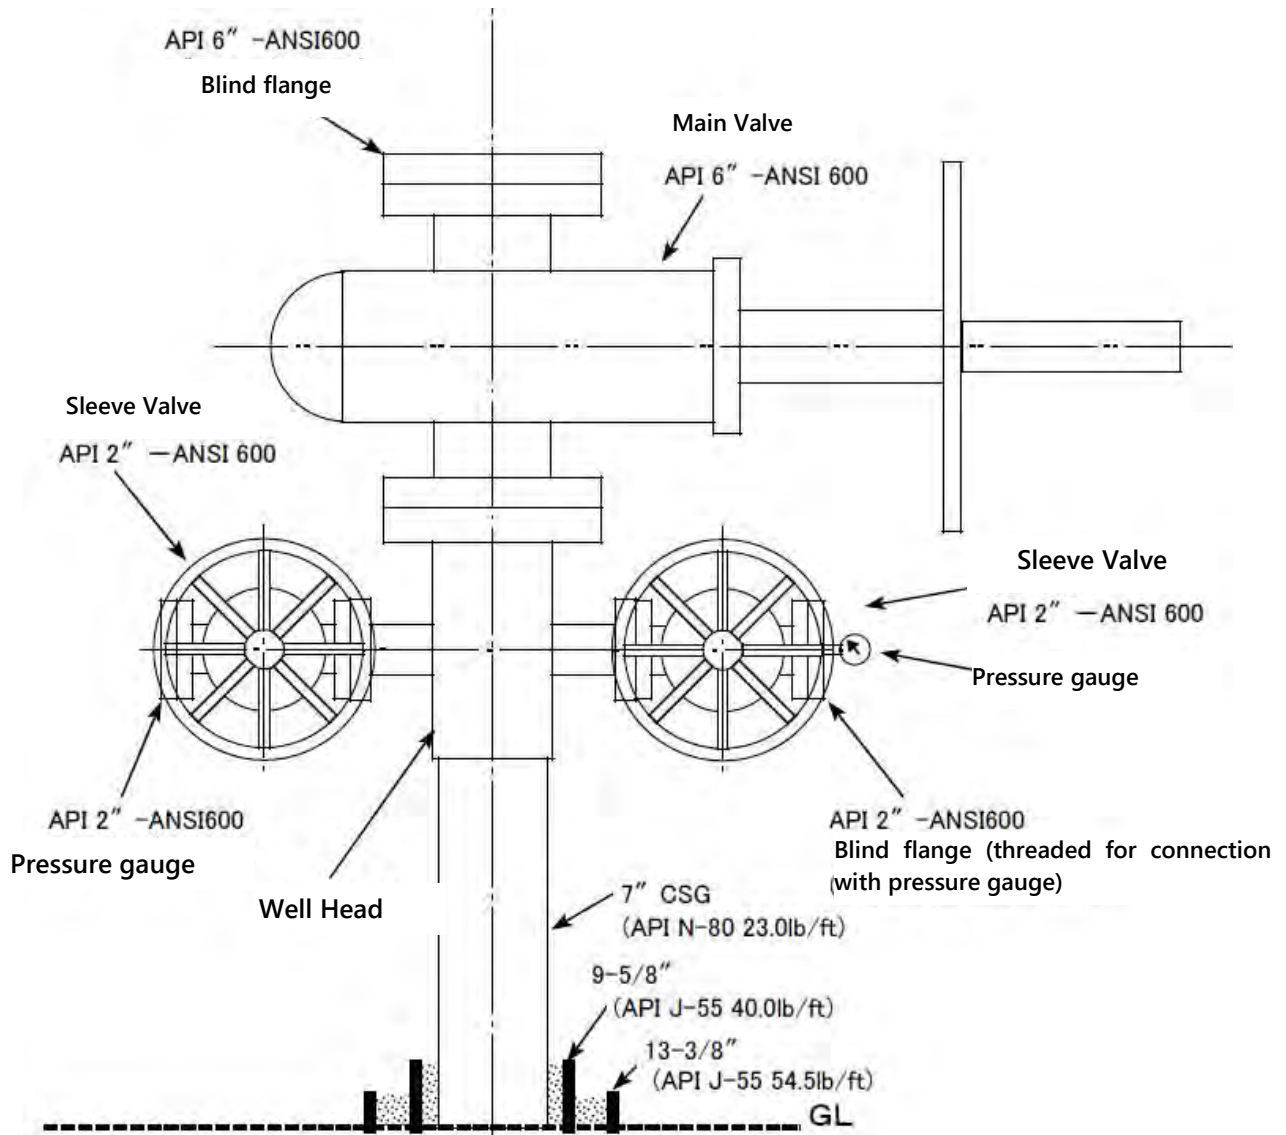 API 6″ -ANSI600
Blind flange
Main Valve
API 6″ -ANSI 600
Sleeve Valve
API 2″ —ANSI 600
Sleeve Valve
API 2″ —ANSI 600
Pressure gauge
API 2″ -ANSI600
Pressure gauge
API 2″ -ANSI600
Blind flange (threaded for connection
(with pressure gauge)
Well Head
7″ CSG
(API N-80 23.0lb/ft)
9-5/8″
(API J-55 40.0lb/ft)
13-3/8″
(API J-55 54.5lb/ft)
GL